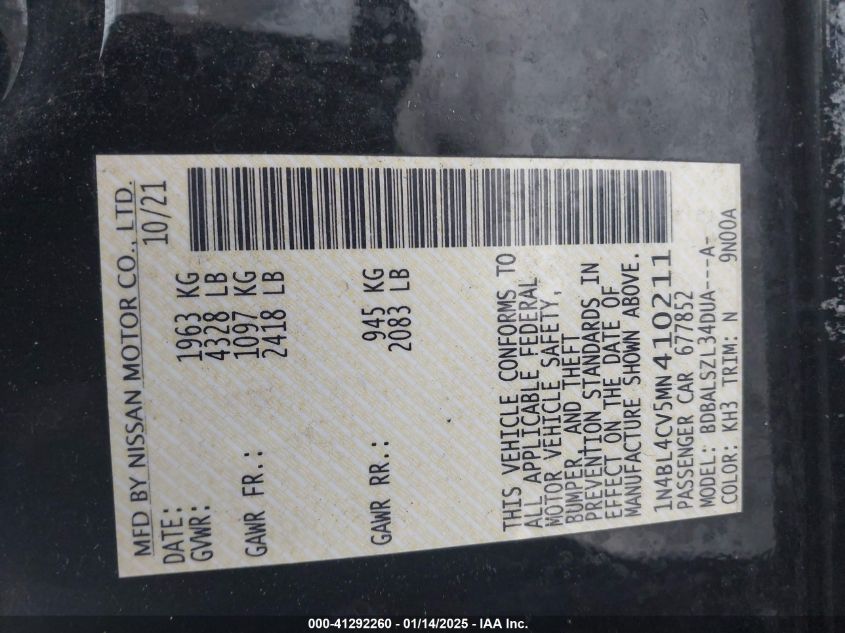 MFD BY NISSAN MOTOR CO., LTD.
DATE: 10/21
GVWR: 1963 KG
4328 LB
GAWR FR.: 1097 KG
2418 LB
GAWR RR.: 945 KG
2083 LB
THIS VEHICLE CONFORMS TO
ALL APPLICABLE FEDERAL
MOTOR VEHICLE SAFETY,
BUMPER, AND THEFT
PREVENTION STANDARDS IN
EFFECT ON THE DATE OF
MANUFACTURE SHOWN ABOVE.
1N4BL4CV5MN410211
PASSENGER CAR 677852
MODEL: BDBALSZL34DUA---A-
COLOR: KH3 TRIM: N 9N00A
000-41292260 - 01/14/2025 - IAA Inc.